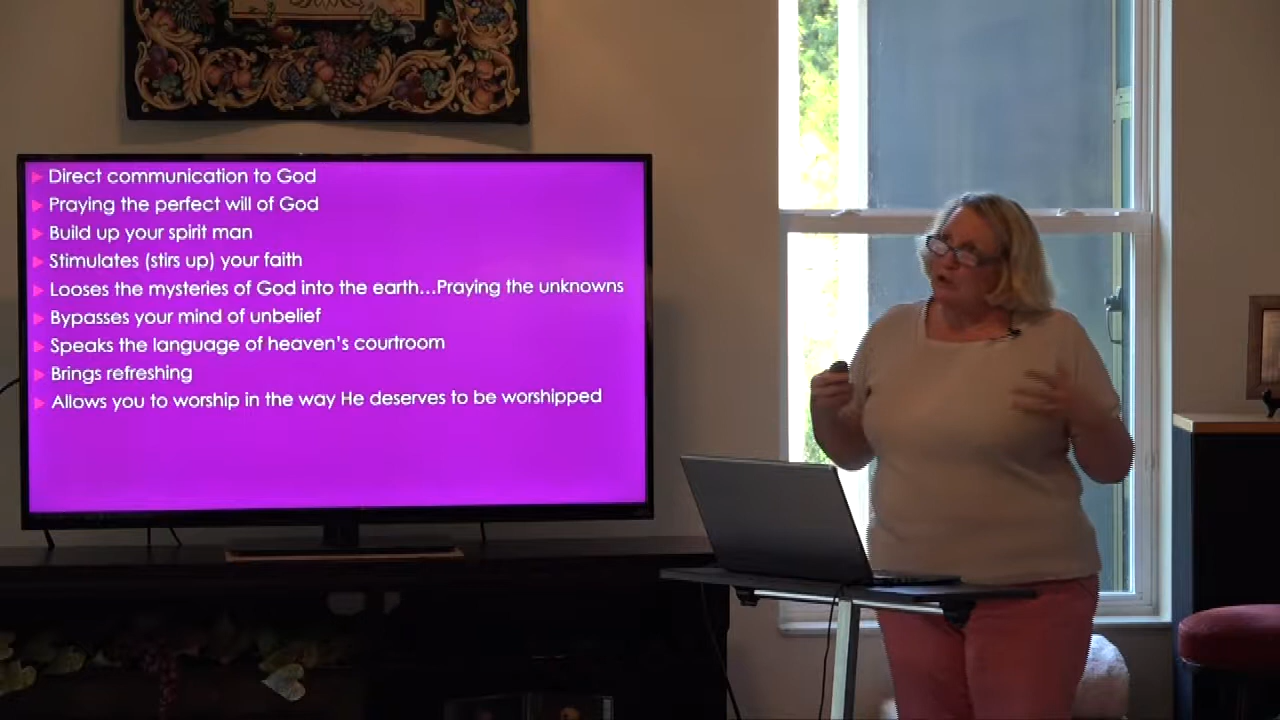 Direct communication to God
Praying the perfect will of God
Build up your spirit man
Stimulates (stirs up) your faith
Looses the mysteries of God into the earth...Praying the unknowns
Bypasses your mind of unbelief
Speaks the language of heaven's courtroom
Brings refreshing
Allows you to worship in the way He deserves to be worshipped